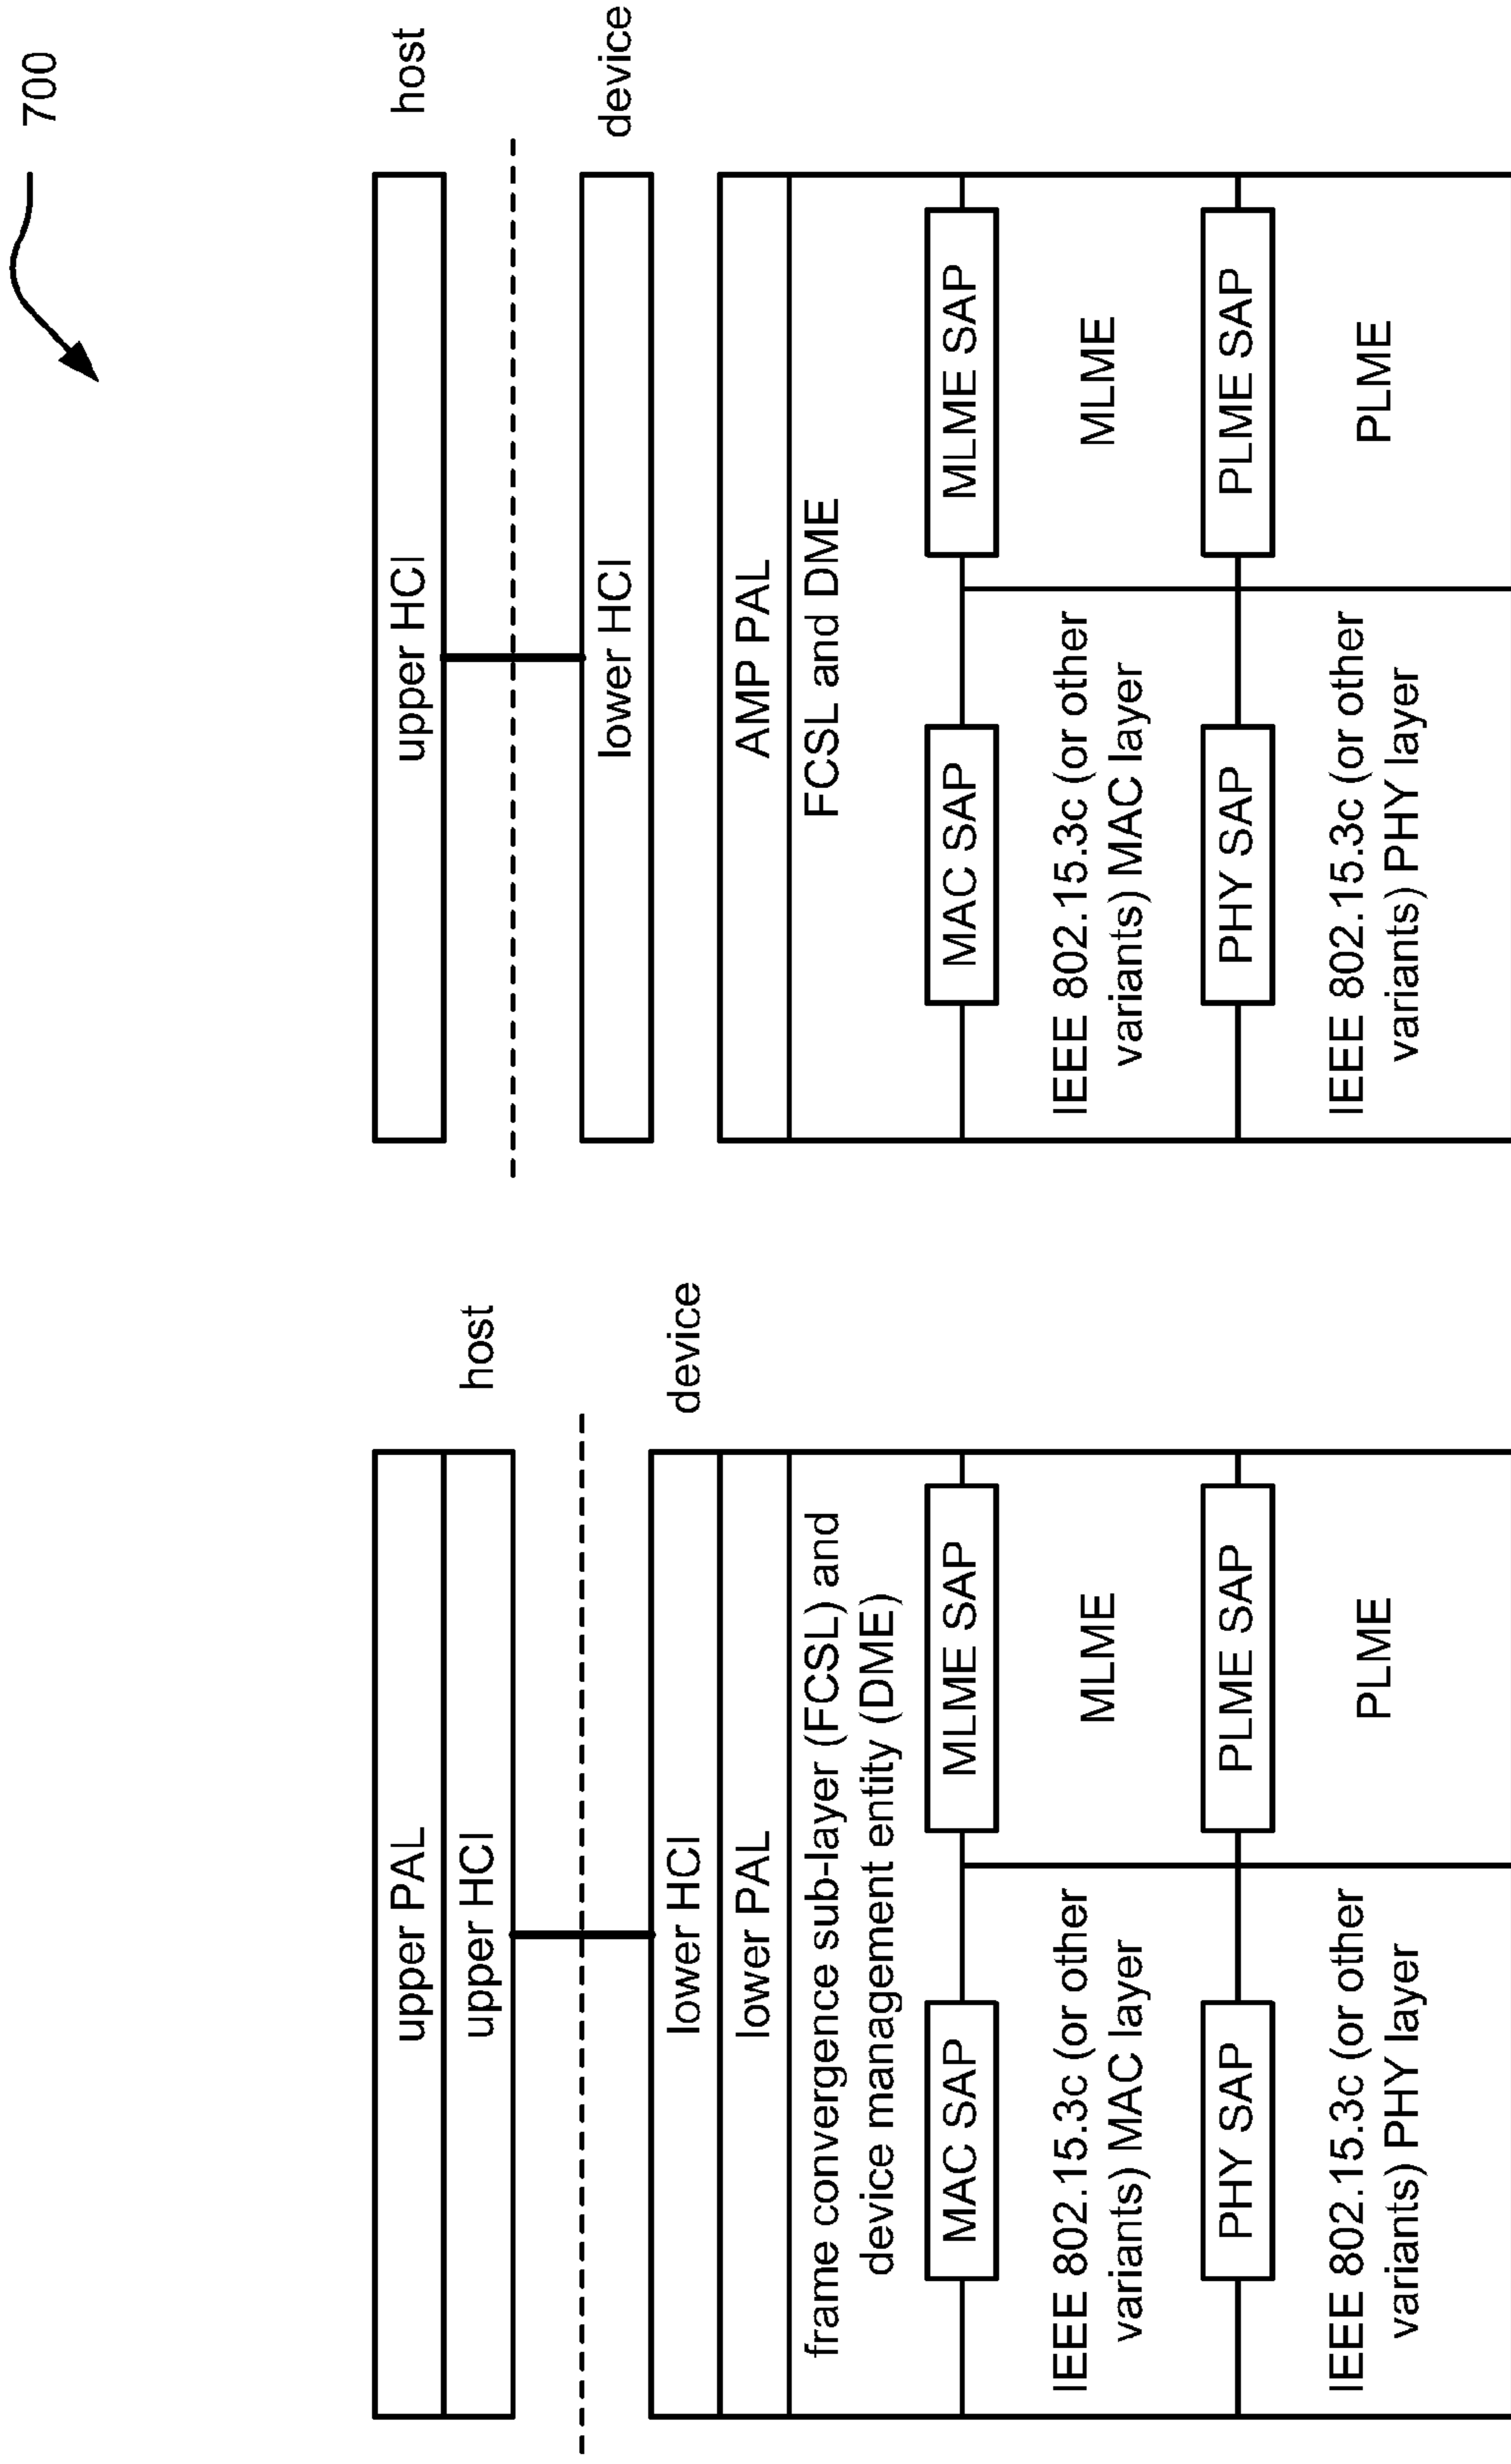 700
upper PAL
upper HCI
host
device
lower HCI
lower PAL
frame convergence sub-layer (FCSL) and
device management entity (DME)
MAC SAP
MLME SAP
IEEE 802.15.3c (or other
variants) MAC layer
MLME
PHY SAP
PLME SAP
IEEE 802.15.3c (or other
variants) PHY layer
PLME
upper HCI
host
device
lower HCI
AMP PAL
FCSL and DME
MAC SAP
MLME SAP
IEEE 802.15.3c (or other
variants) MAC layer
MLME
PHY SAP
PLME SAP
IEEE 802.15.3c (or other
variants) PHY layer
PLME